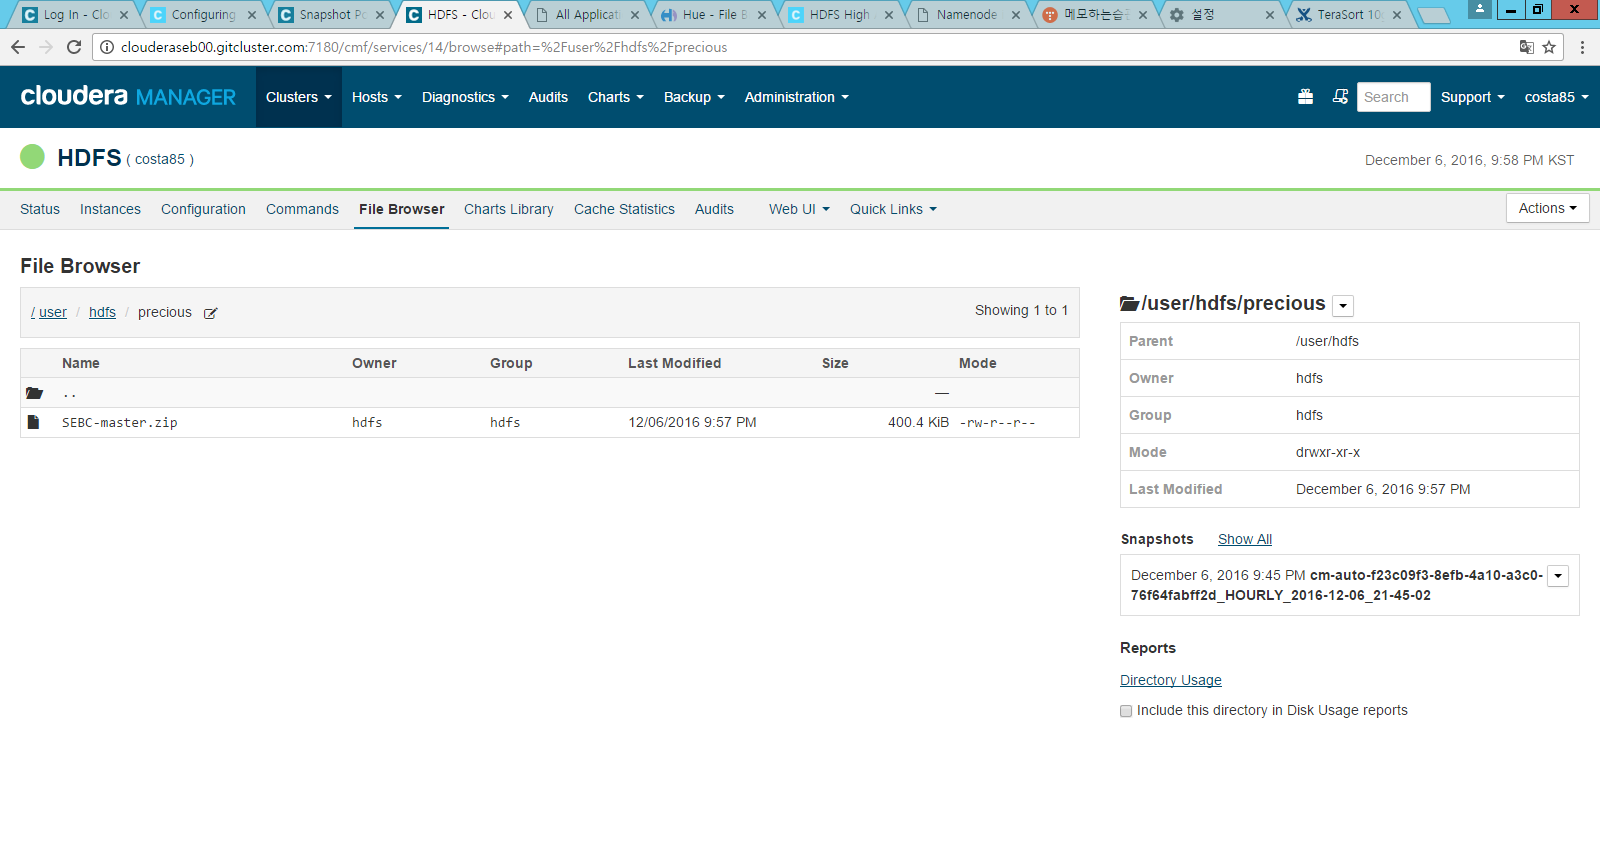 Log In - Clo
Configuring
Snapshot Po
HDFS - Clou
All Applicati
Hue - File B
HDFS High
Namenode
메모하는습
설정
TeraSort 10
clouderaseb00.gitcluster.com:7180/cmf/services/14/browse#path=%2Fuser%2Fhdfs%2Fprecious
cloudera MANAGER
Clusters
Hosts
Diagnostics
Audits
Charts
Backup
Administration
Search
Support
costa85
HDFS ( costa85 )
December 6, 2016, 9:58 PM KST
Status
Instances
Configuration
Commands
File Browser
Charts Library
Cache Statistics
Audits
Web UI
Quick Links
Actions
File Browser
/ user / hdfs / precious
Showing 1 to 1
Name Owner Group Last Modified Size Mode
.. —
SEBC-master.zip hdfs hdfs 12/06/2016 9:57 PM 400.4 KiB -rw-r--r--
/user/hdfs/precious
Parent /user/hdfs
Owner hdfs
Group hdfs
Mode drwxr-xr-x
Last Modified December 6, 2016 9:57 PM
Snapshots Show All
December 6, 2016 9:45 PM cm-auto-f23c09f3-8efb-4a10-a3c0-
76f64fabff2d_HOURLY_2016-12-06_21-45-02
Reports
Directory Usage
Include this directory in Disk Usage reports